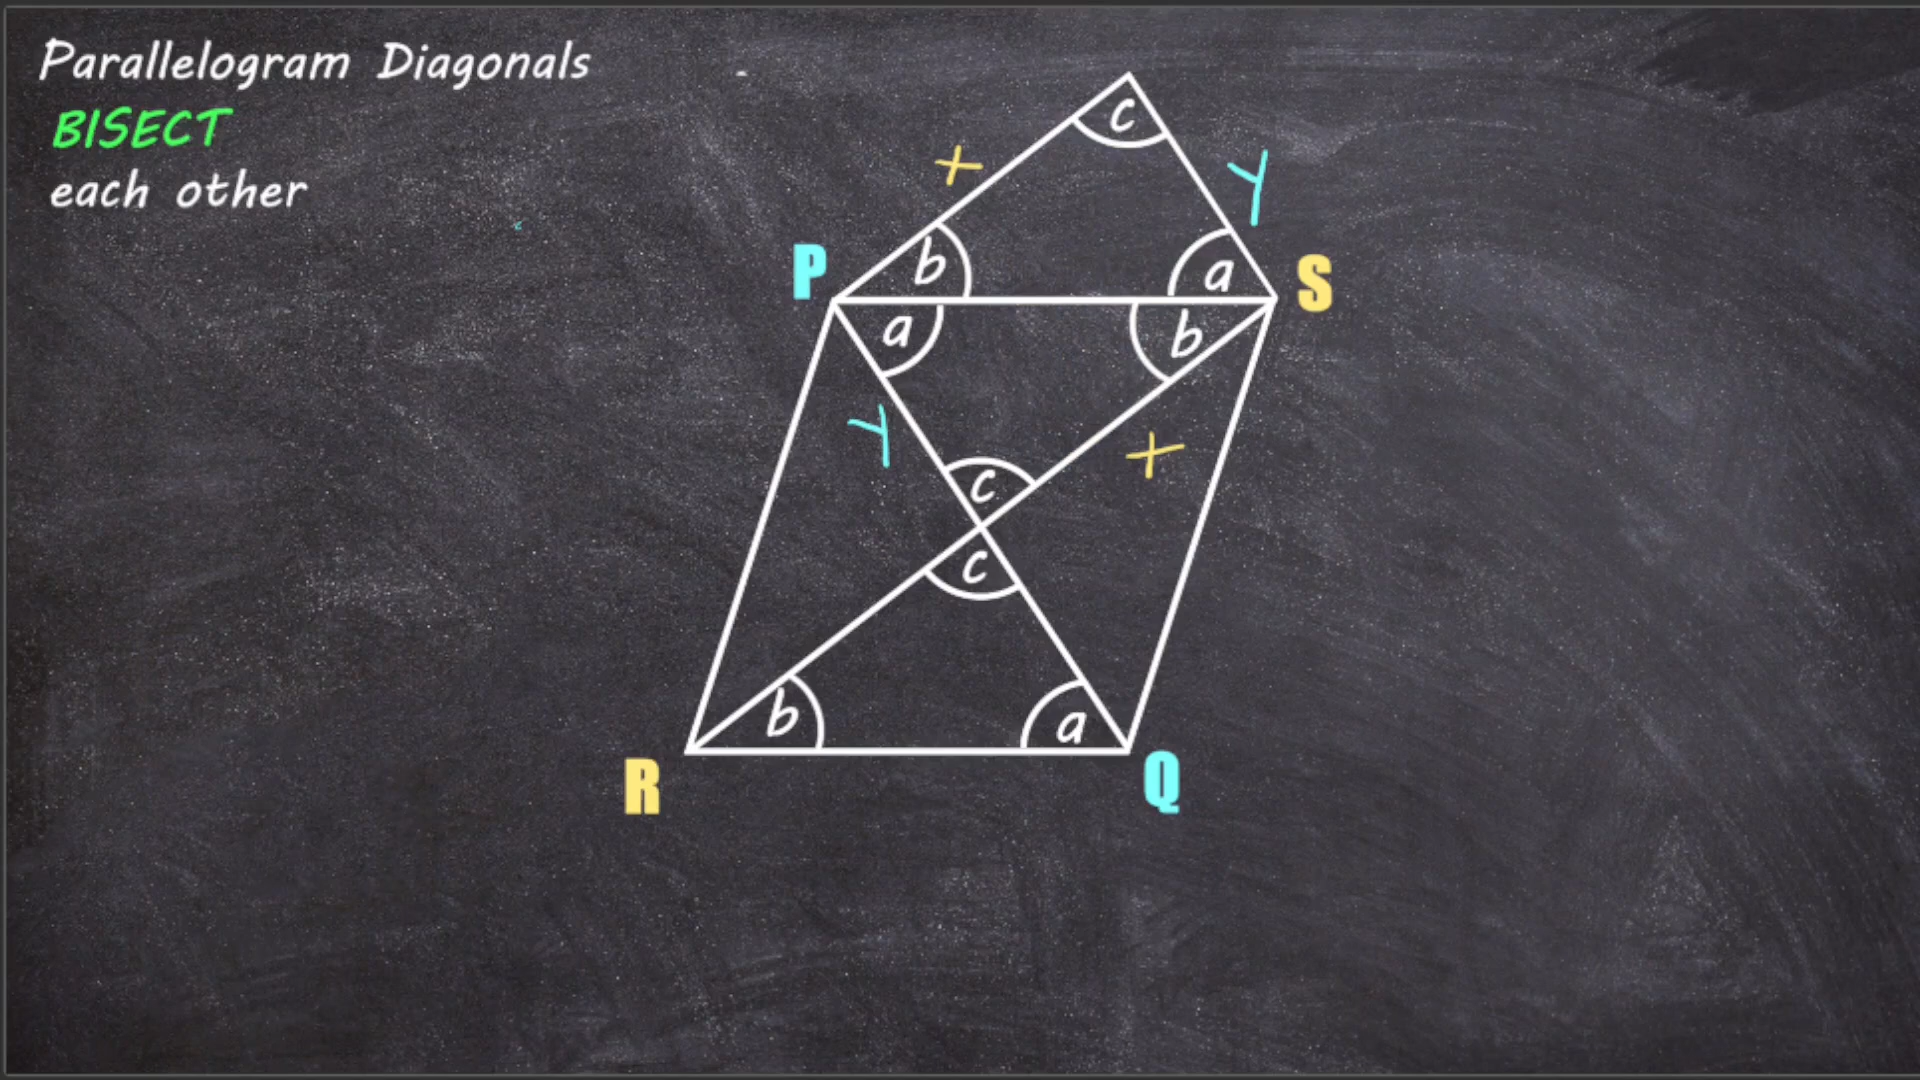 Parallelogram Diagonals
BISECT
each other
c
x
y
b
a
P
S
a
b
y
x
c
c
b
a
R
Q